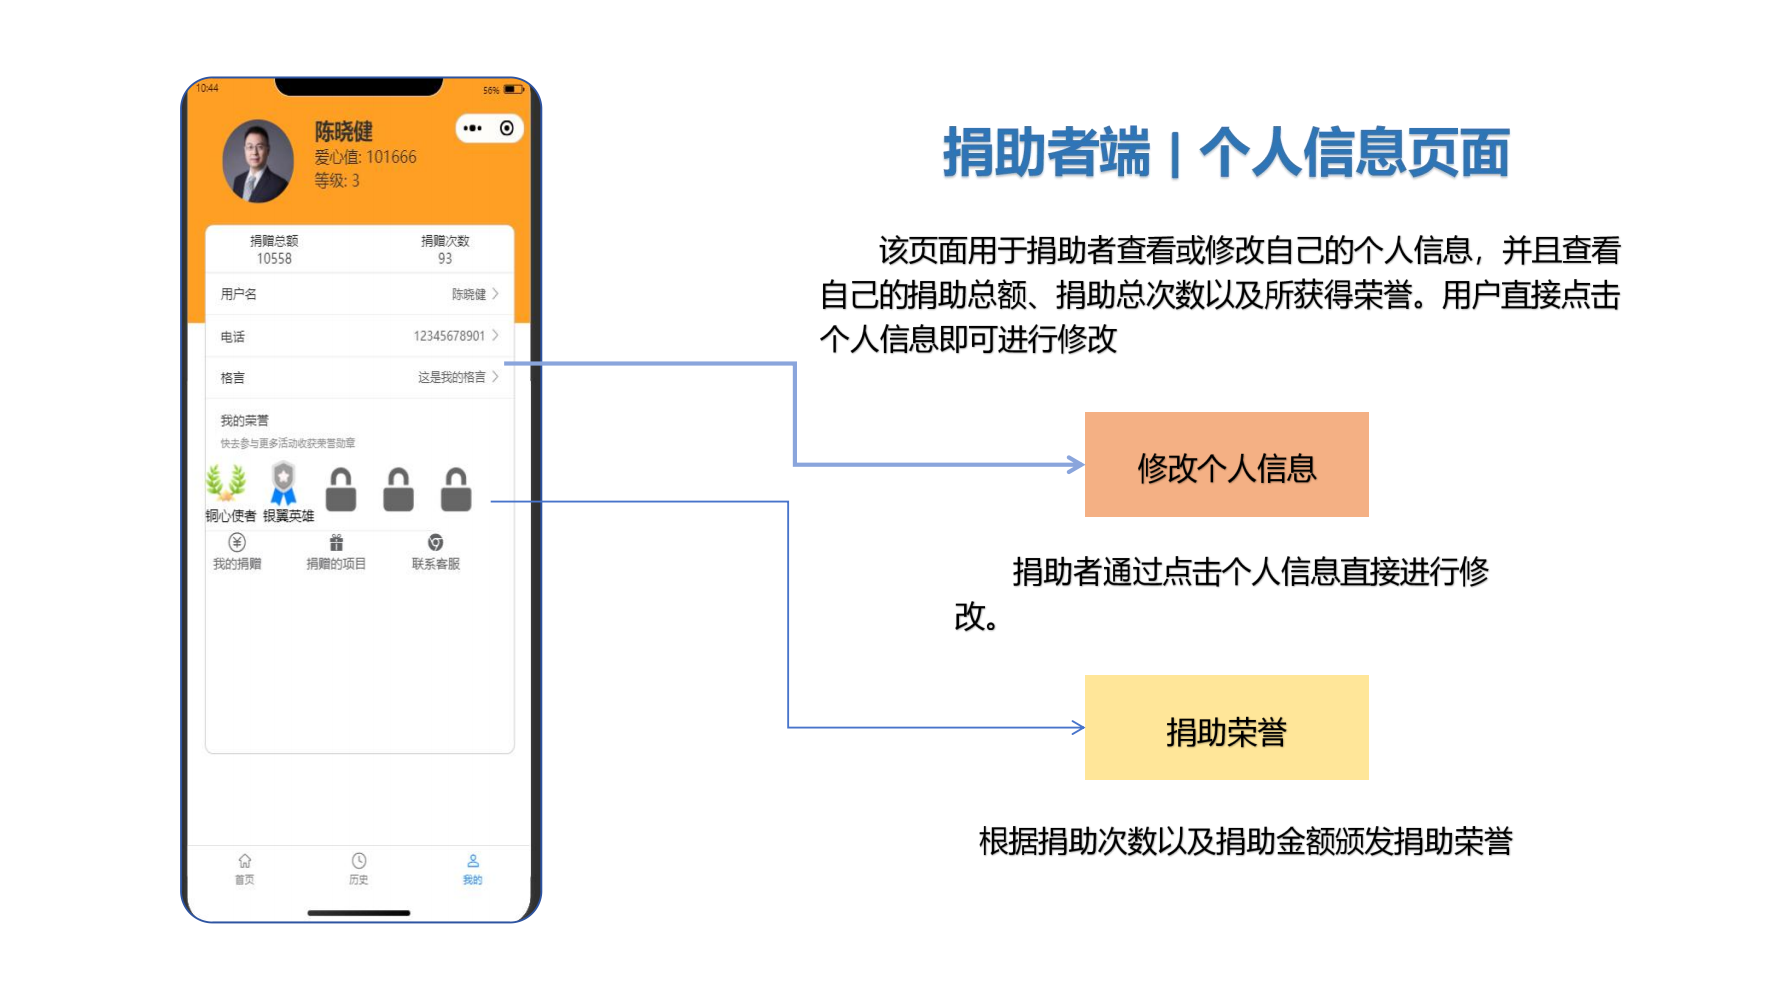 10:44
56%
陈晓健
爱心值: 101666
等级: 3
捐赠总额
捐赠次数
10558
93
用户名
陈晓健
电话
12345678901
格言
这是我的格言
我的荣誉
快去参与更多活动收获荣誉勋章
铜心使者
银翼英雄
我的捐赠
捐赠的项目
联系客服
首页
历史
我的
捐助者端 | 个人信息页面
该页面用于捐助者查看或修改自己的个人信息，并且查看
自己的捐助总额、捐助总次数以及所获得荣誉。用户直接点击
个人信息即可进行修改
修改个人信息
捐助者通过点击个人信息直接进行修
改。
捐助荣誉
根据捐助次数以及捐助金额颁发捐助荣誉